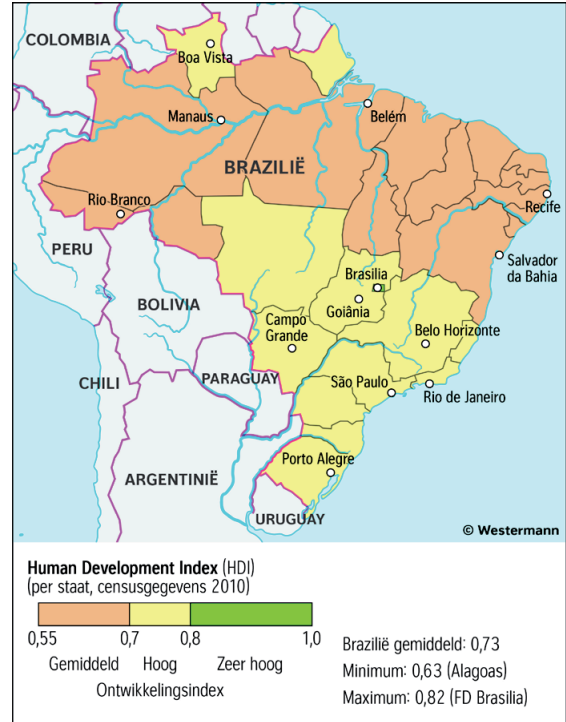 COLOMBIA
Boa Vista
Manaus
Belém
BRAZILIË
Rio Branco
Recife
PERU
Salvador
da Bahia
Brasilia
BOLIVIA
Goiânia
Campo
Grande
Belo Horizonte
CHILI
PARAGUAY
São Paulo
Rio de Janeiro
Porto Alegre
ARGENTINIË
URUGUAY
© Westermann
Human Development Index (HDI)
(per staat, censusgegevens 2010)
0,55 0,7 0,8 1,0
Gemiddeld Hoog Zeer hoog
Ontwikkelingsindex
Brazilië gemiddeld: 0,73
Minimum: 0,63 (Alagoas)
Maximum: 0,82 (FD Brasilia)